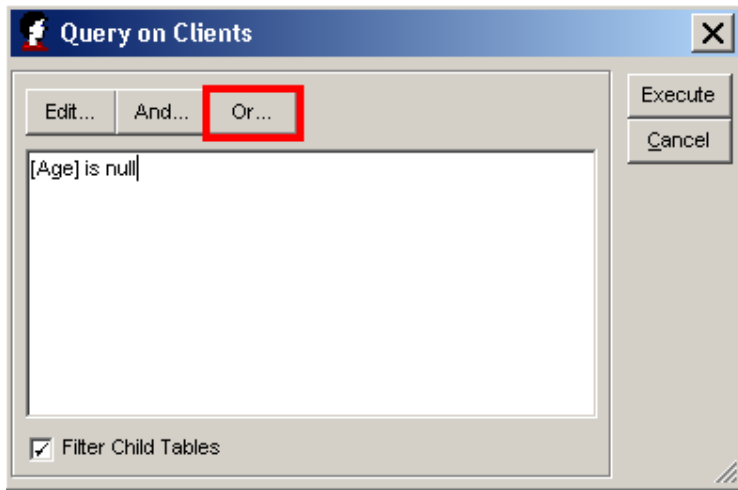 Query on Clients
Edit...
And...
Or...
Execute
Cancel
[Age] is null
Filter Child Tables